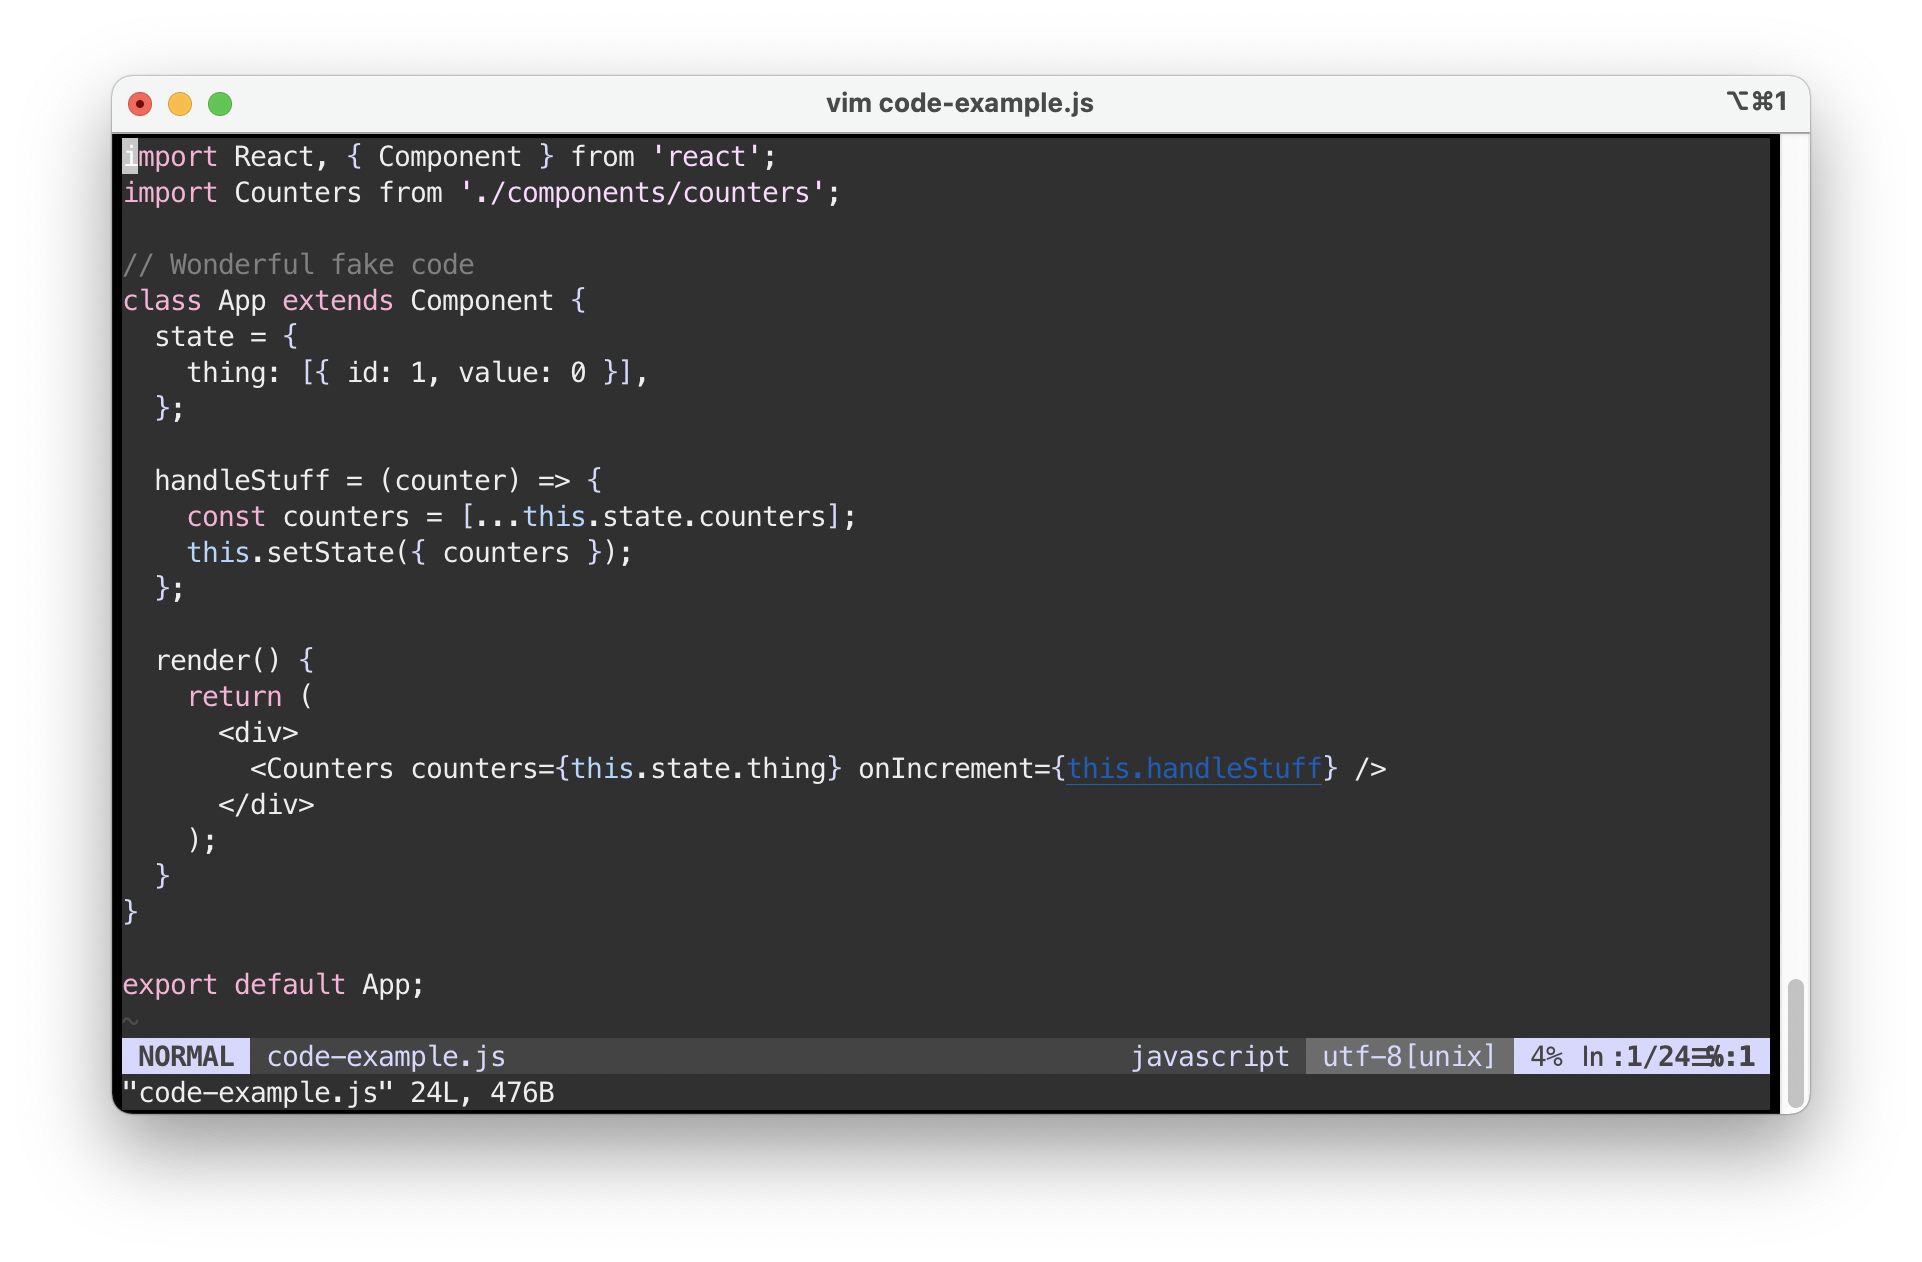 vim code-example.js ⌥⌘1
import React, { Component } from 'react';
import Counters from './components/counters';

// Wonderful fake code
class App extends Component {
  state = {
    thing: [{ id: 1, value: 0 }],
  };

  handleStuff = (counter) => {
    const counters = [...this.state.counters];
    this.setState({ counters });
  };

  render() {
    return (
      <div>
        <Counters counters={this.state.thing} onIncrement={this.handleStuff} />
      </div>
    );
  }
}

export default App;
~
NORMAL code-example.js javascript utf-8[unix] 4% ln :1/24☰℅:1
"code-example.js" 24L, 476B